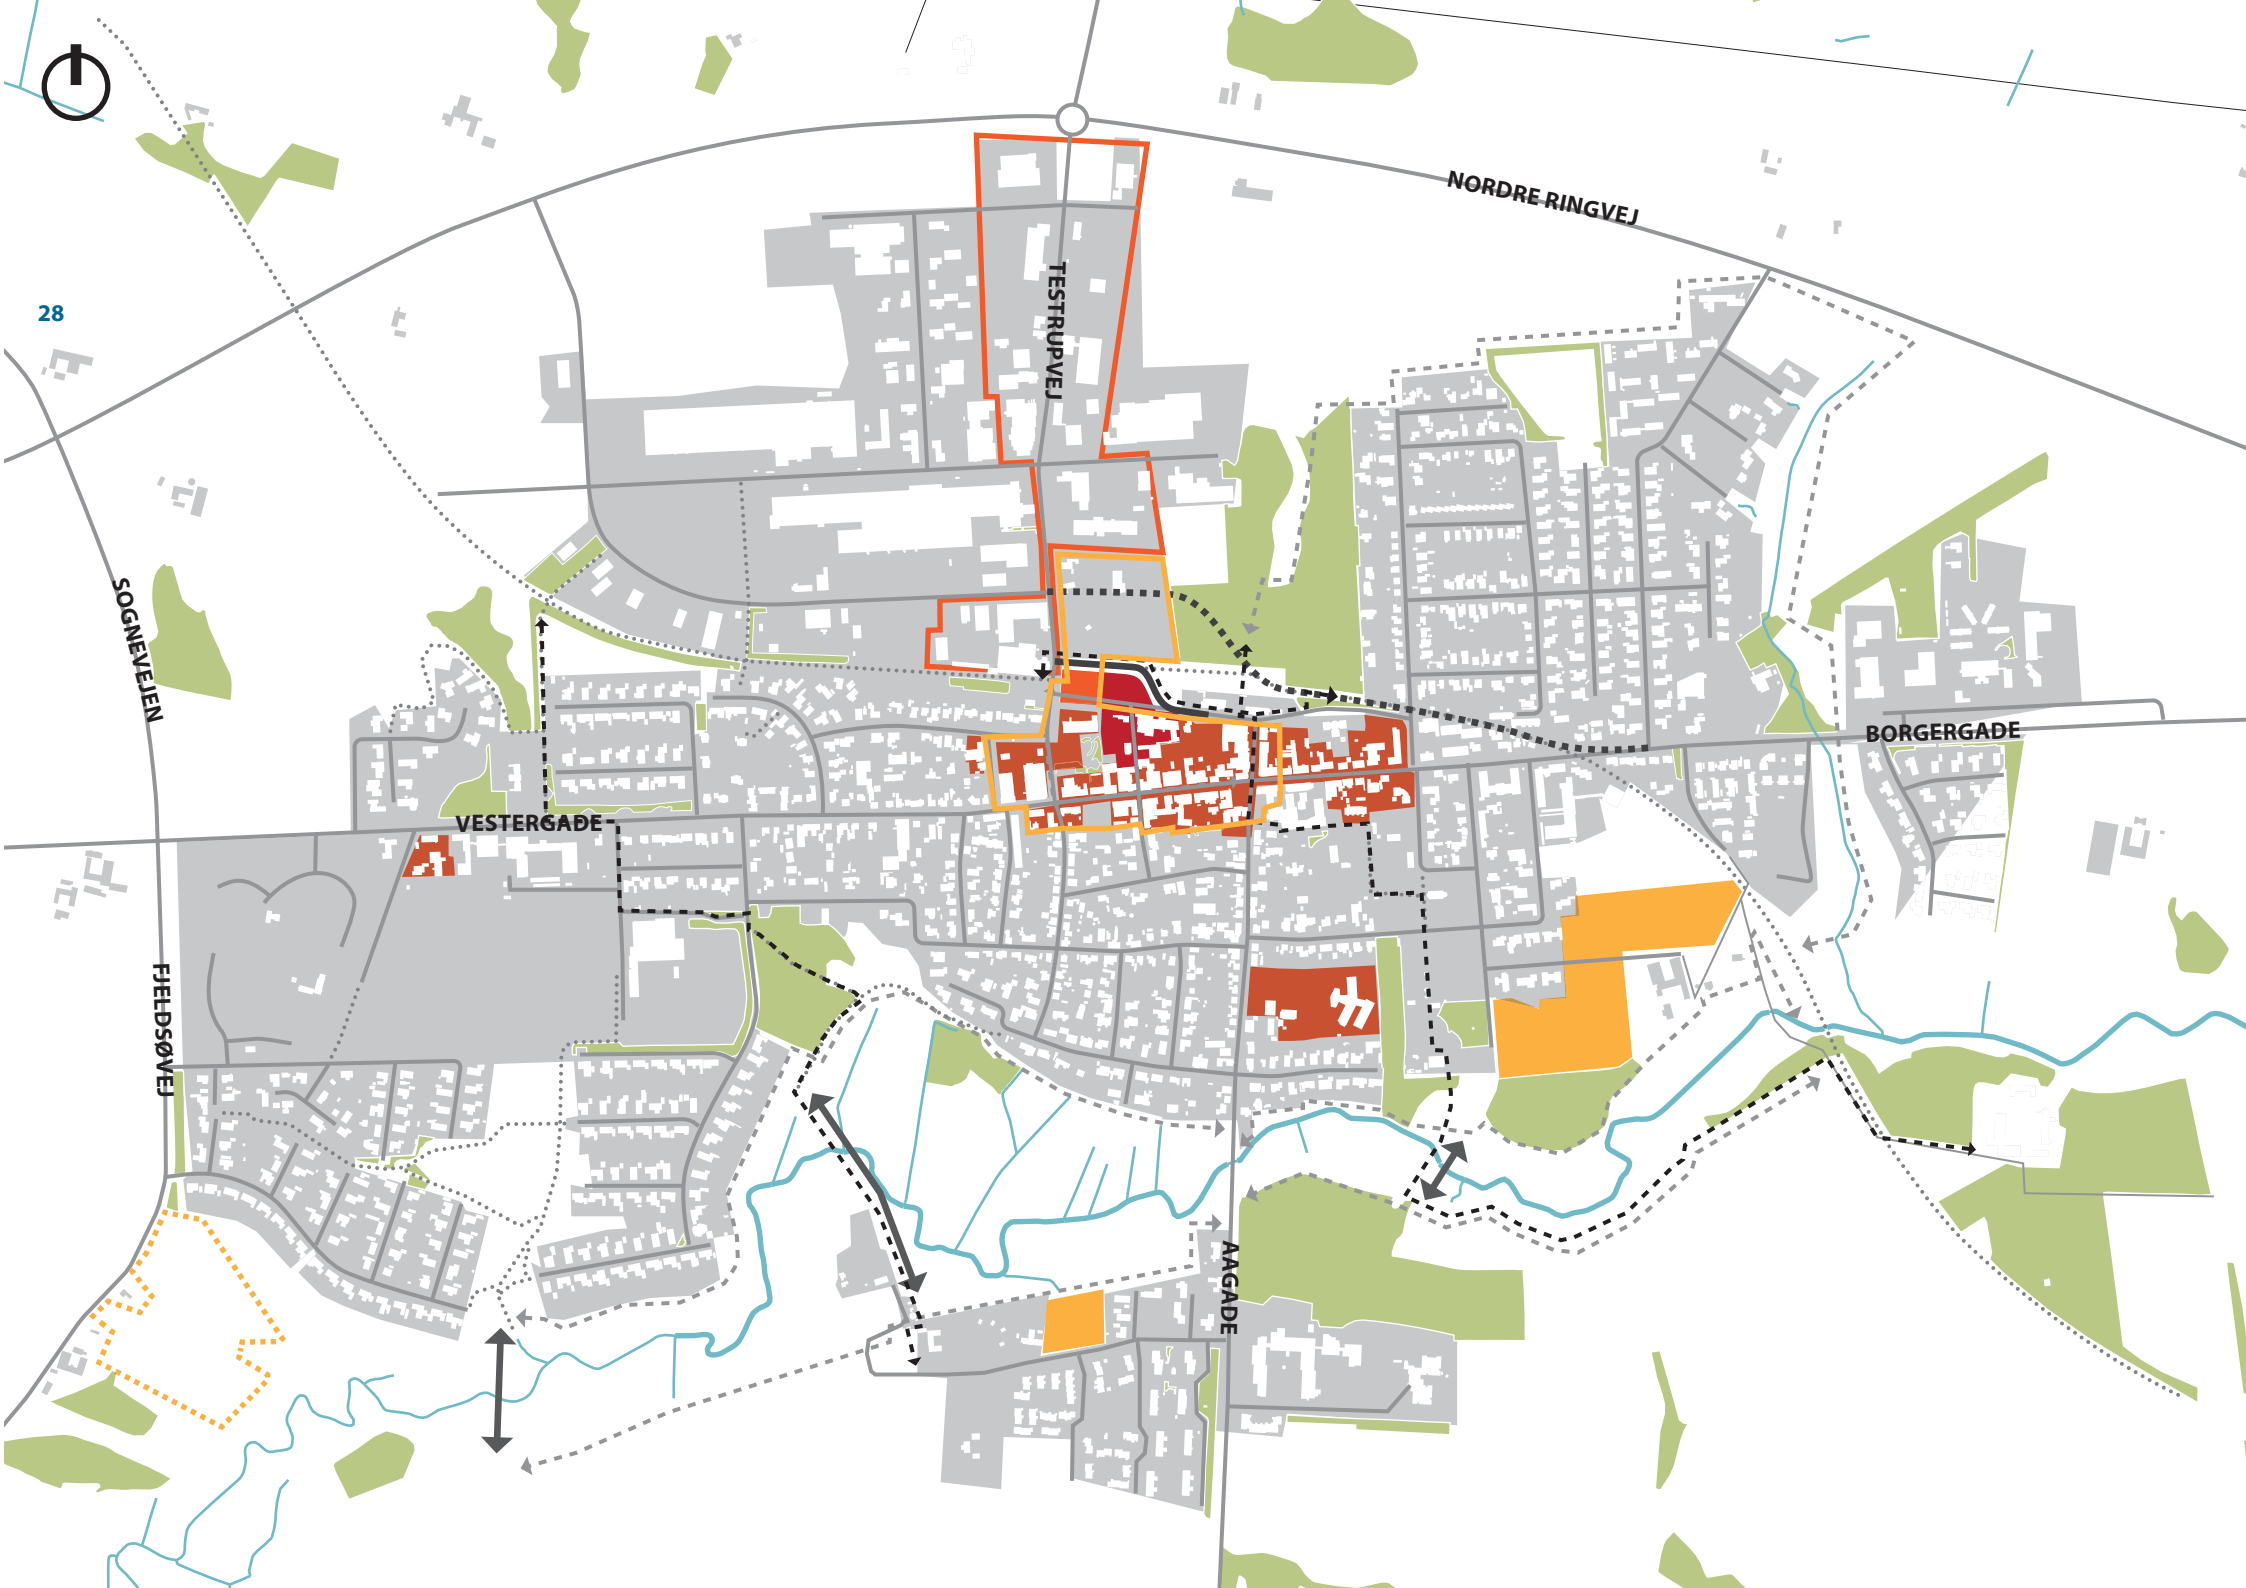 NORDRE RINGVEJ
TESTRUPVEJ
28
SOGNEVEJEN
BORGERGADE
VESTERGADE
FJELDSØVEJ
AAGADE